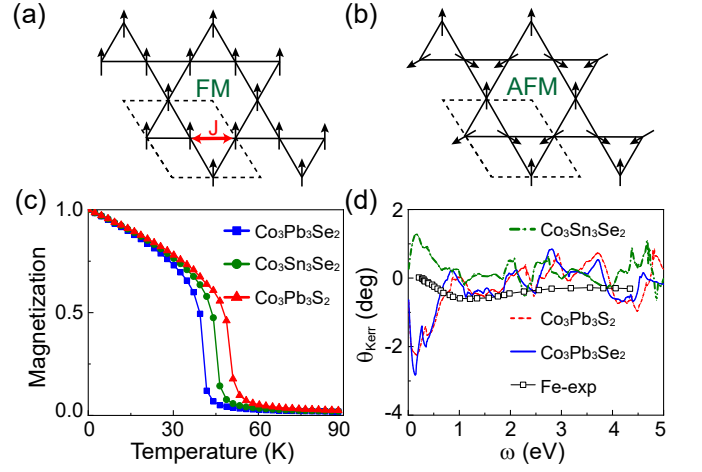 (a)
FM
J
(b)
AFM
(c)
Magnetization
1.0
0.5
0.0
0
30
60
90
Temperature (K)
Co₃Pb₃Se₂
Co₃Sn₃Se₂
Co₃Pb₃S₂
(d)
θKerr (deg)
2
0
-2
-4
0
1
2
3
4
5
ω (eV)
Co₃Sn₃Se₂
Co₃Pb₃S₂
Co₃Pb₃Se₂
Fe-exp